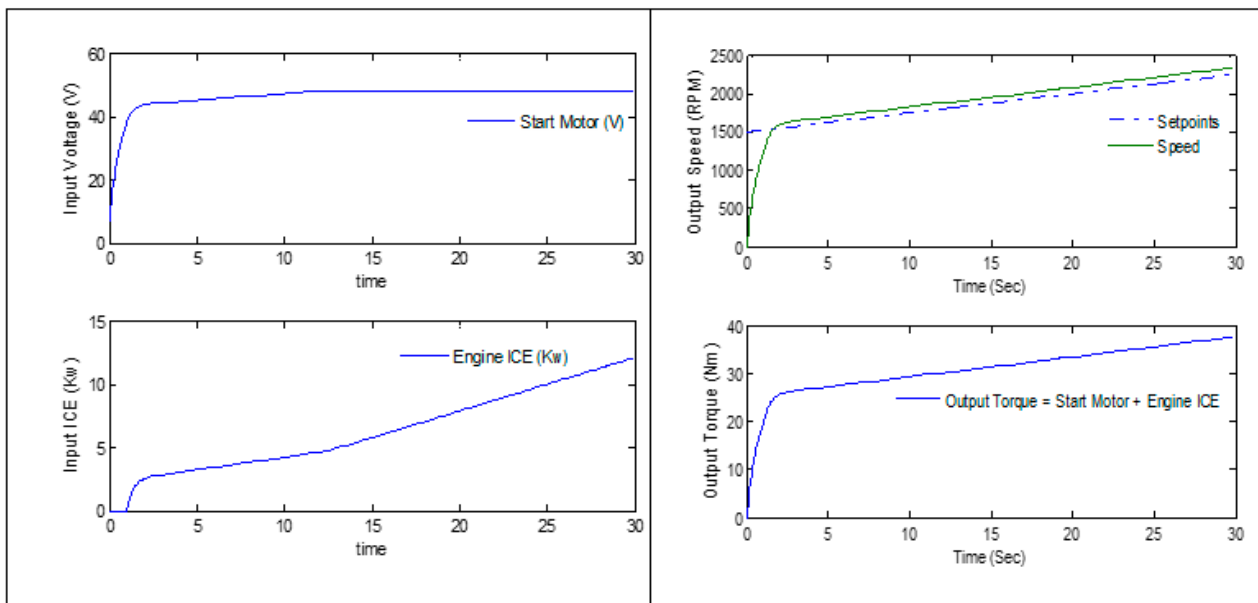 60
40
20
0
Input Voltage (V)
Start Motor (V)
0 5 10 15 20 25 30
time
15
10
5
0
Input ICE (Kw)
Engine ICE (Kw)
0 5 10 15 20 25 30
time
2500
2000
1500
1000
500
0
Output Speed (RPM)
Setpoints
Speed
0 5 10 15 20 25 30
Time (Sec)
40
30
20
10
0
Output Torque (Nm)
Output Torque = Start Motor + Engine ICE
0 5 10 15 20 25 30
Time (Sec)